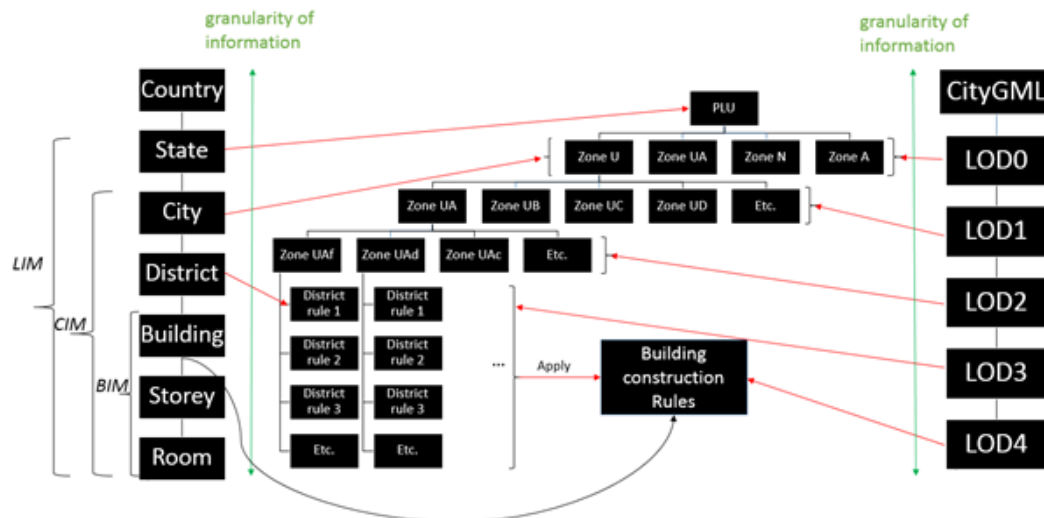 granularity of
information
granularity of
information
Country
State
City
District
Building
Storey
Room
LIM
CIM
BIM
PLU
Zone U
Zone UA
Zone N
Zone A
Zone UA
Zone UB
Zone UC
Zone UD
Etc.
Zone UAf
Zone UAd
Zone UAc
Etc.
District
rule 1
District
rule 1
District
rule 2
District
rule 2
District
rule 3
District
rule 3
Etc.
Etc.
...
Apply
Building
construction
Rules
CityGML
LOD0
LOD1
LOD2
LOD3
LOD4